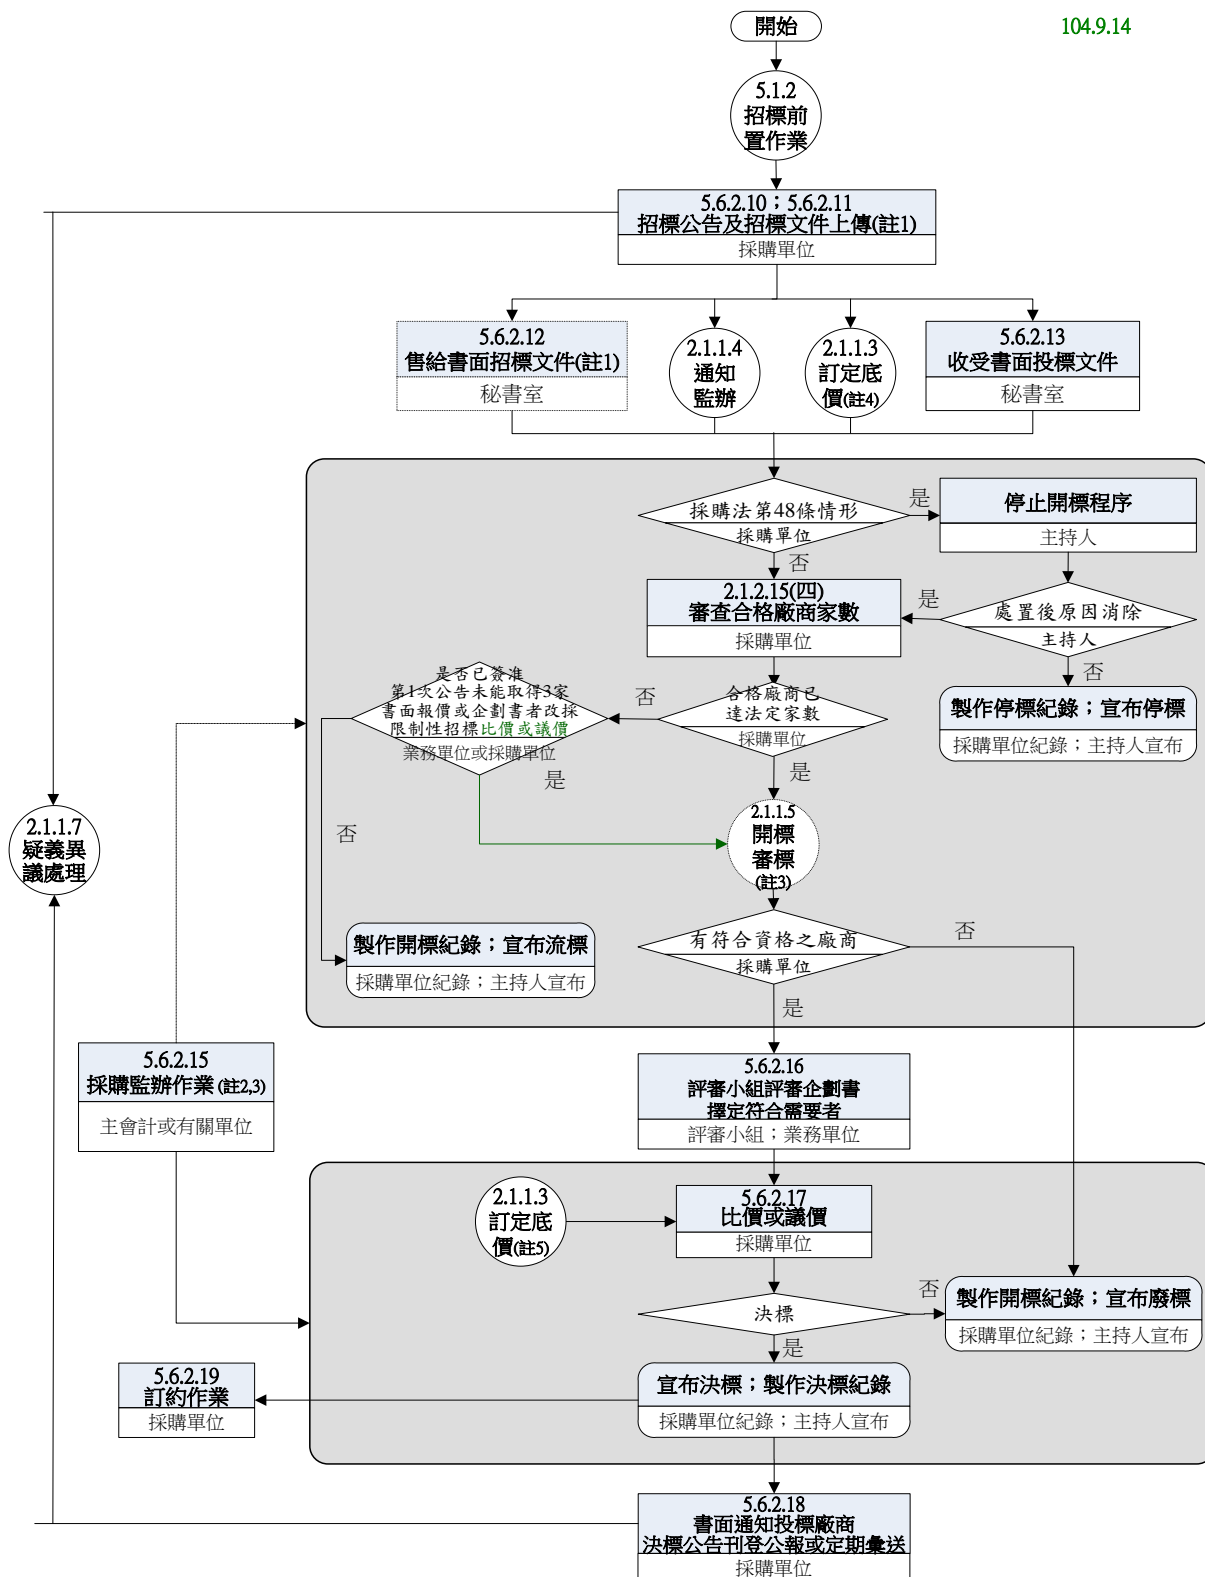 開始
104.9.14
5.1.2
招標前
置作業
5.6.2.10；5.6.2.11
招標公告及招標文件上傳(註1)
採購單位
5.6.2.12
售給書面招標文件(註1)
秘書室
2.1.1.4
通知
監辦
2.1.1.3
訂定底
價(註4)
5.6.2.13
收受書面投標文件
秘書室
採購法第48條情形
採購單位
是
停止開標程序
主持人
否
2.1.2.15(四)
審查合格廠商家數
採購單位
是
處置後原因消除
主持人
否
製作停標紀錄；宣布停標
採購單位紀錄；主持人宣布
是否已簽准
第1次公告未能取得3家
書面報價或企劃書者改採
限制性招標比價或議價
業務單位或採購單位
否
合格廠商已
達法定家數
採購單位
是
是
否
2.1.1.5
開標
審標
(註3)
2.1.1.7
疑義異
議處理
製作開標紀錄；宣布流標
採購單位紀錄；主持人宣布
有符合資格之廠商
採購單位
否
是
5.6.2.15
採購監辦作業(註2,3)
主會計或有關單位
5.6.2.16
評審小組評審企劃書
擇定符合需要者
評審小組；業務單位
2.1.1.3
訂定底
價(註5)
5.6.2.17
比價或議價
採購單位
決標
否
製作開標紀錄；宣布廢標
採購單位紀錄；主持人宣布
是
宣布決標；製作決標紀錄
採購單位紀錄；主持人宣布
5.6.2.19
訂約作業
採購單位
5.6.2.18
書面通知投標廠商
決標公告刊登公報或定期彙送
採購單位